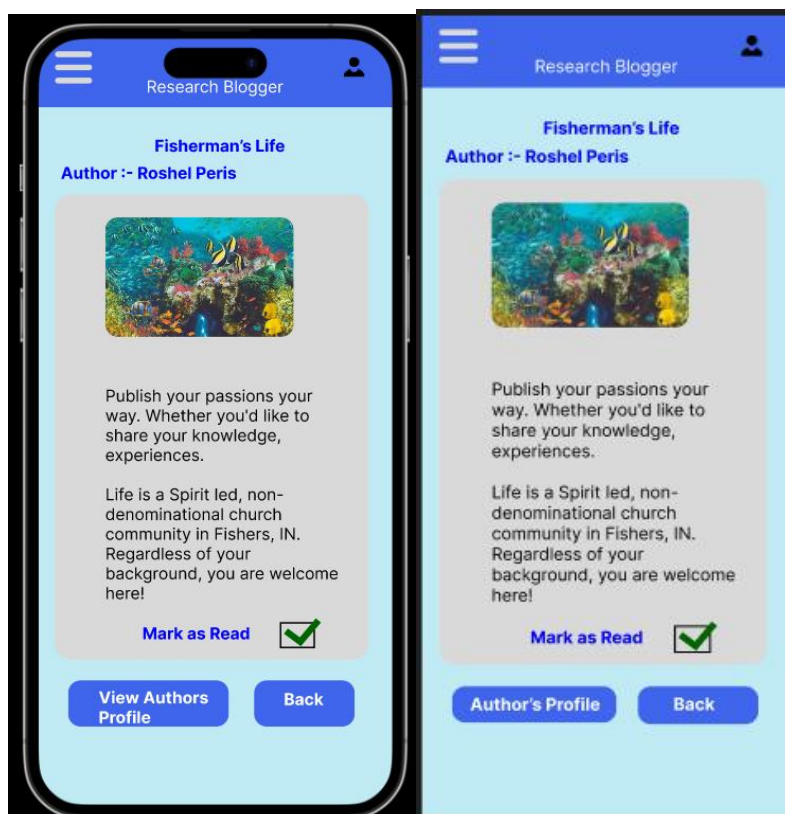 Research Blogger
Fisherman's Life
Author :- Roshel Peris
Publish your passions your
way. Whether you'd like to
share your knowledge,
experiences.
Life is a Spirit led, non-
denominational church
community in Fishers, IN.
Regardless of your
background, you are welcome
here!
Mark as Read
View Authors
Profile
Back
Research Blogger
Fisherman's Life
Author :- Roshel Peris
Publish your passions your
way. Whether you'd like to
share your knowledge,
experiences.
Life is a Spirit led, non-
denominational church
community in Fishers, IN.
Regardless of your
background, you are welcome
here!
Mark as Read
Author's Profile
Back